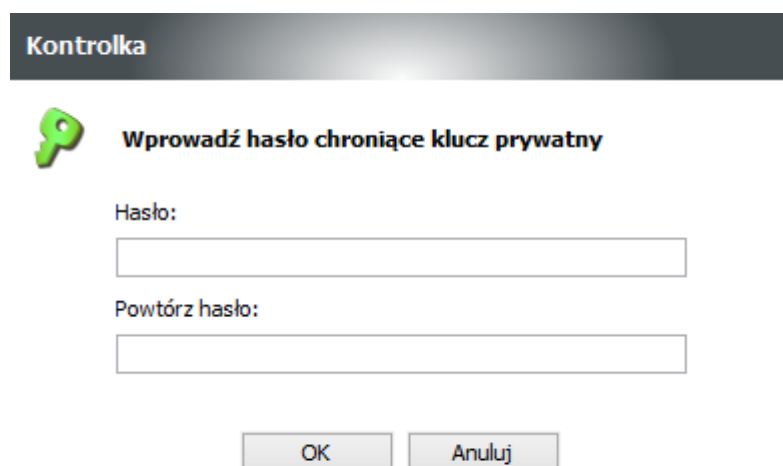 Kontrolka
Wprowadź hasło chroniące klucz prywatny
Hasło:
Powtórz hasło:
OK Anuluj